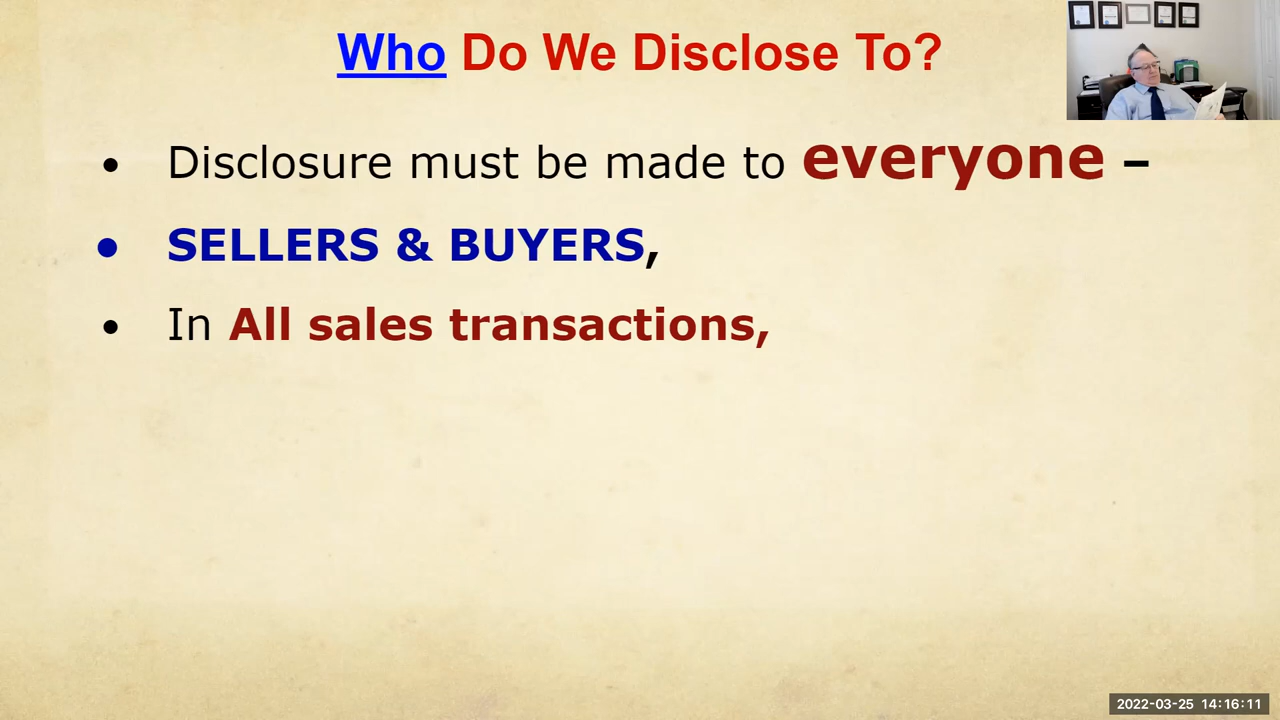 Who Do We Disclose To?
• Disclosure must be made to everyone –
• SELLERS & BUYERS,
• In All sales transactions,
2022-03-25 14:16:11